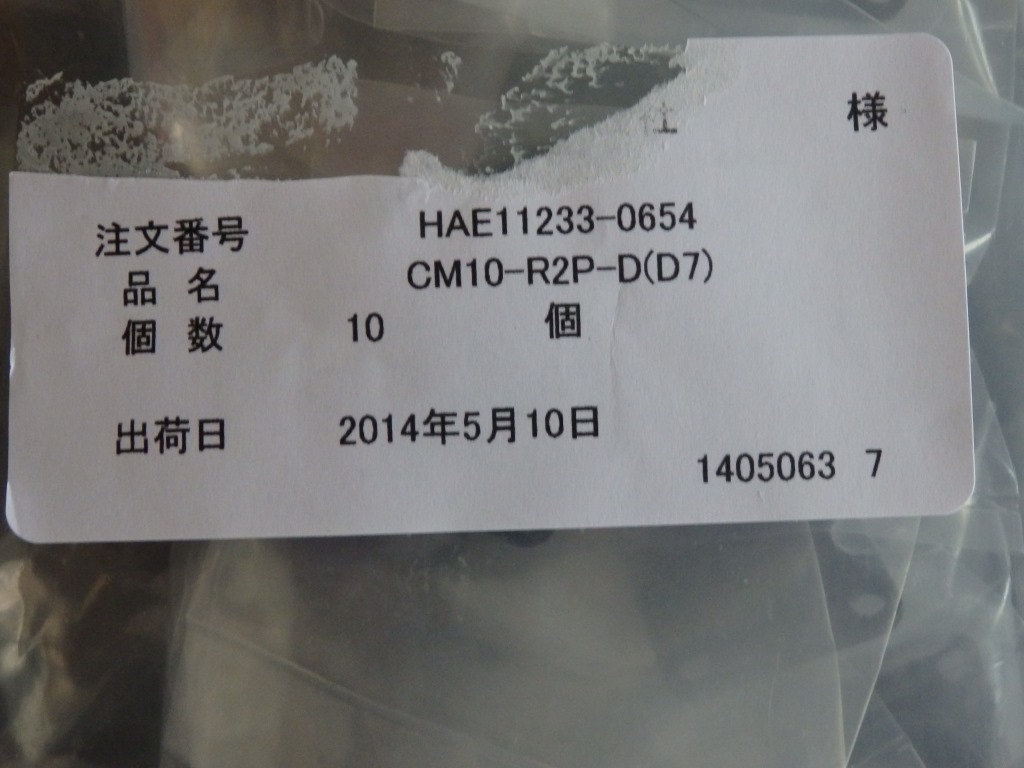 様
注文番号 HAE11233-0654
品 名 CM10-R2P-D(D7)
個 数 10 個
出荷日 2014年5月10日
1405063 7